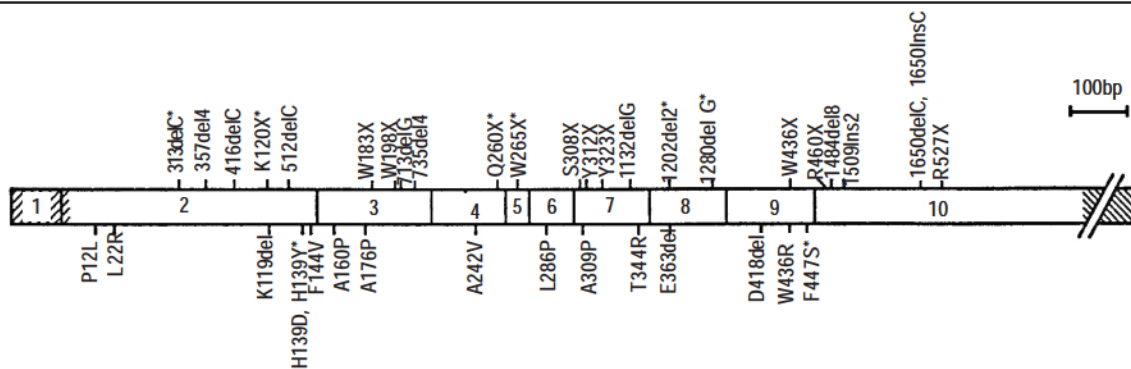 313delC*
357del4
416delC
K120X*
512delC
W183X
W198X
713delG
735del4
Q260X*
W265X*
S308X
Y312X
Y323X
1132delG
1202del2*
1280del G*
W436X
R460X
1484del8
1509Ins2
1650delC, 1650InsC
R527X
100bp
1 2 3 4 5 6 7 8 9 10
P12L
L22R
K119del
H139D, H139Y*
F144V
A160P
A176P
A242V
L286P
A309P
T344R
E363del
D418del
W436R
F447S*